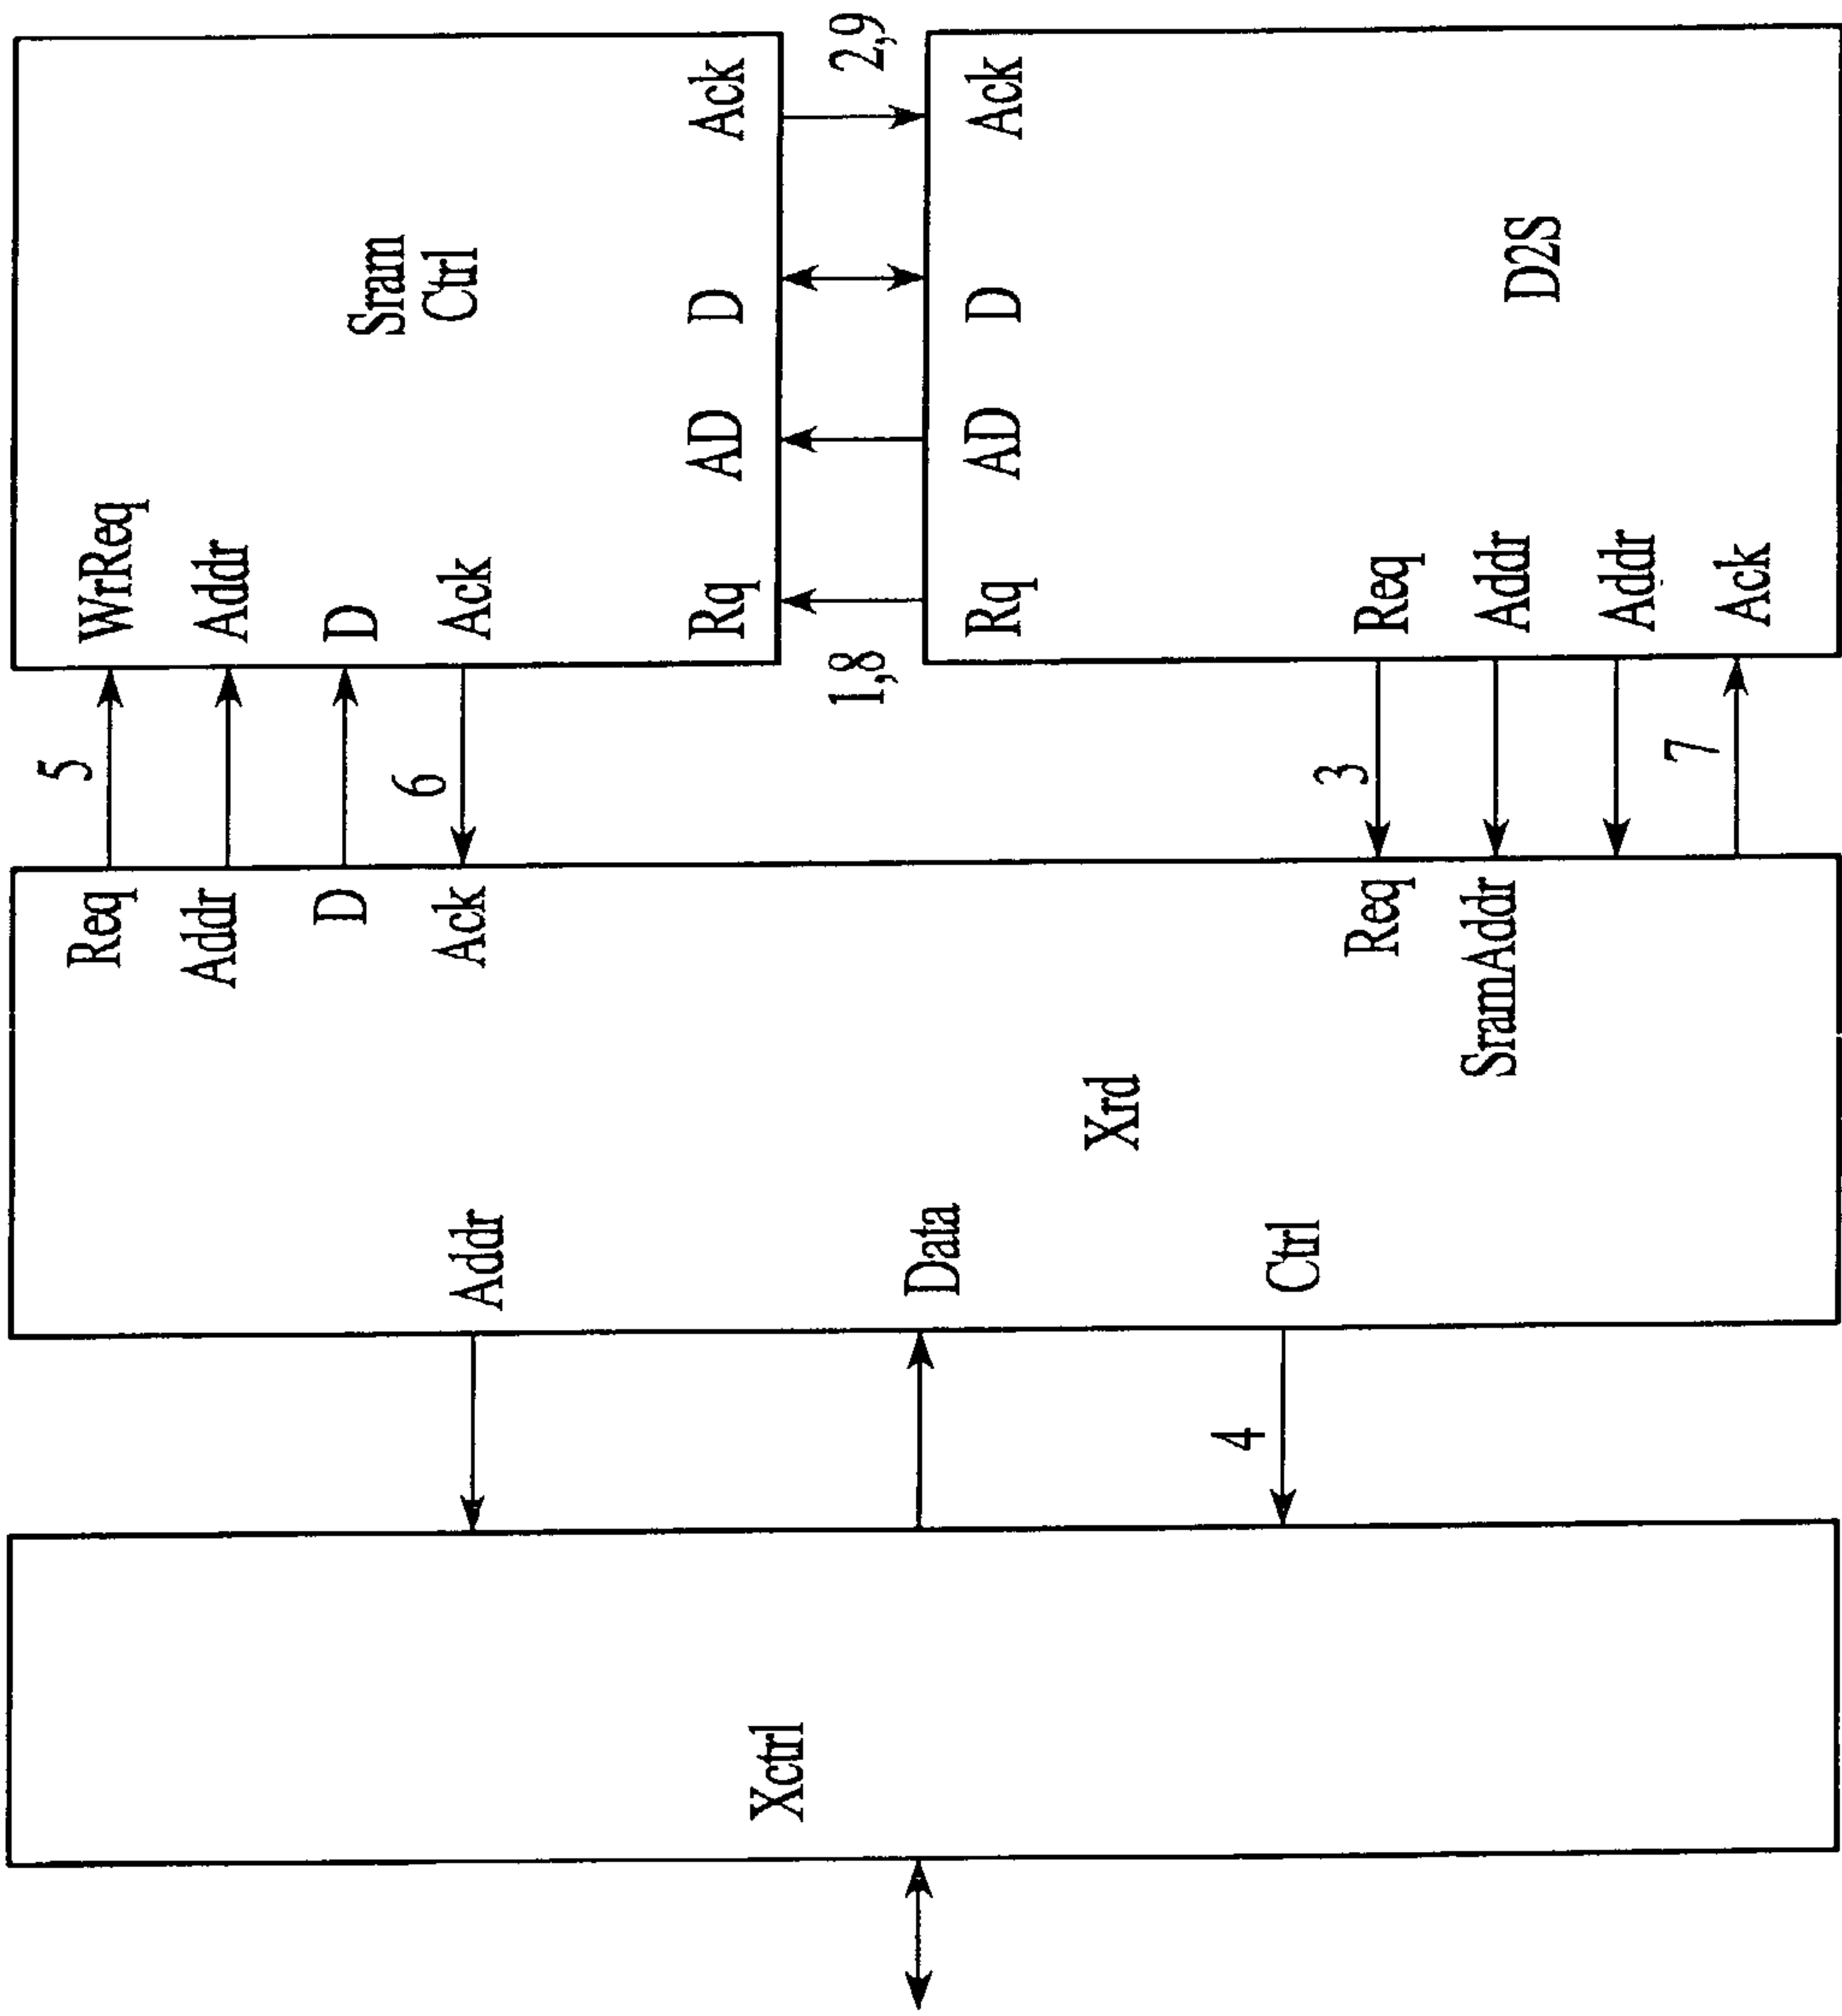 Xctrl
Addr
Data
Ctrl
4
Xrd
Req
Addr
D
Ack
Req
SramAddr
5
6
3
7
WrReq
Addr
D
Ack
Sram
Ctrl
Rq AD D Ack
1,8
2,9
Rq AD D Ack
Req
Addr
Addr
Ack
D2S